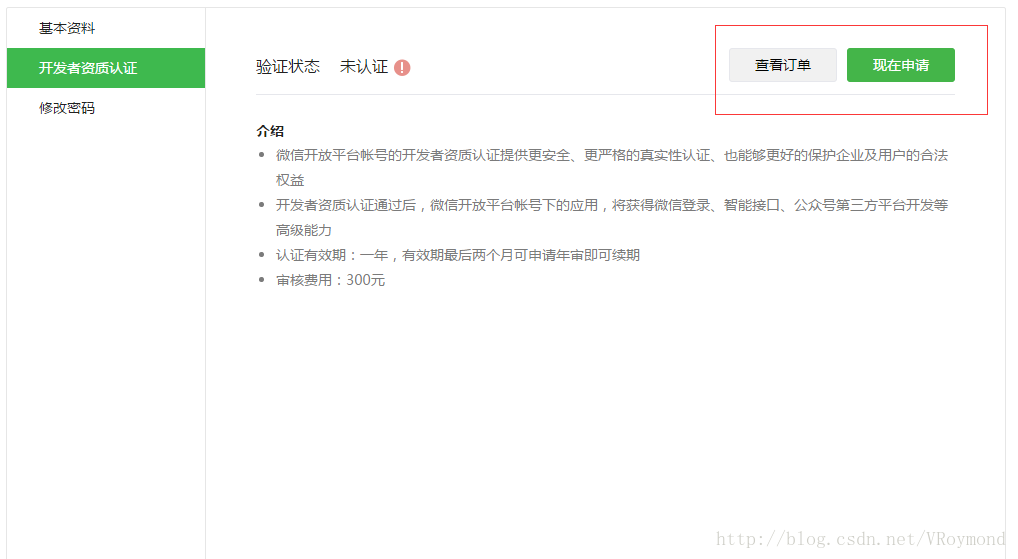 基本资料
开发者资质认证
修改密码
验证状态 未认证
查看订单
现在申请
介绍
微信开放平台帐号的开发者资质认证提供更安全、更严格的真实性认证、也能够更好的保护企业及用户的合法
权益
开发者资质认证通过后，微信开放平台帐号下的应用，将获得微信登录、智能接口、公众号第三方平台开发等
高级能力
认证有效期：一年，有效期最后两个月可申请年审即可续期
审核费用：300元
http://blog.csdn.net/VRoymond